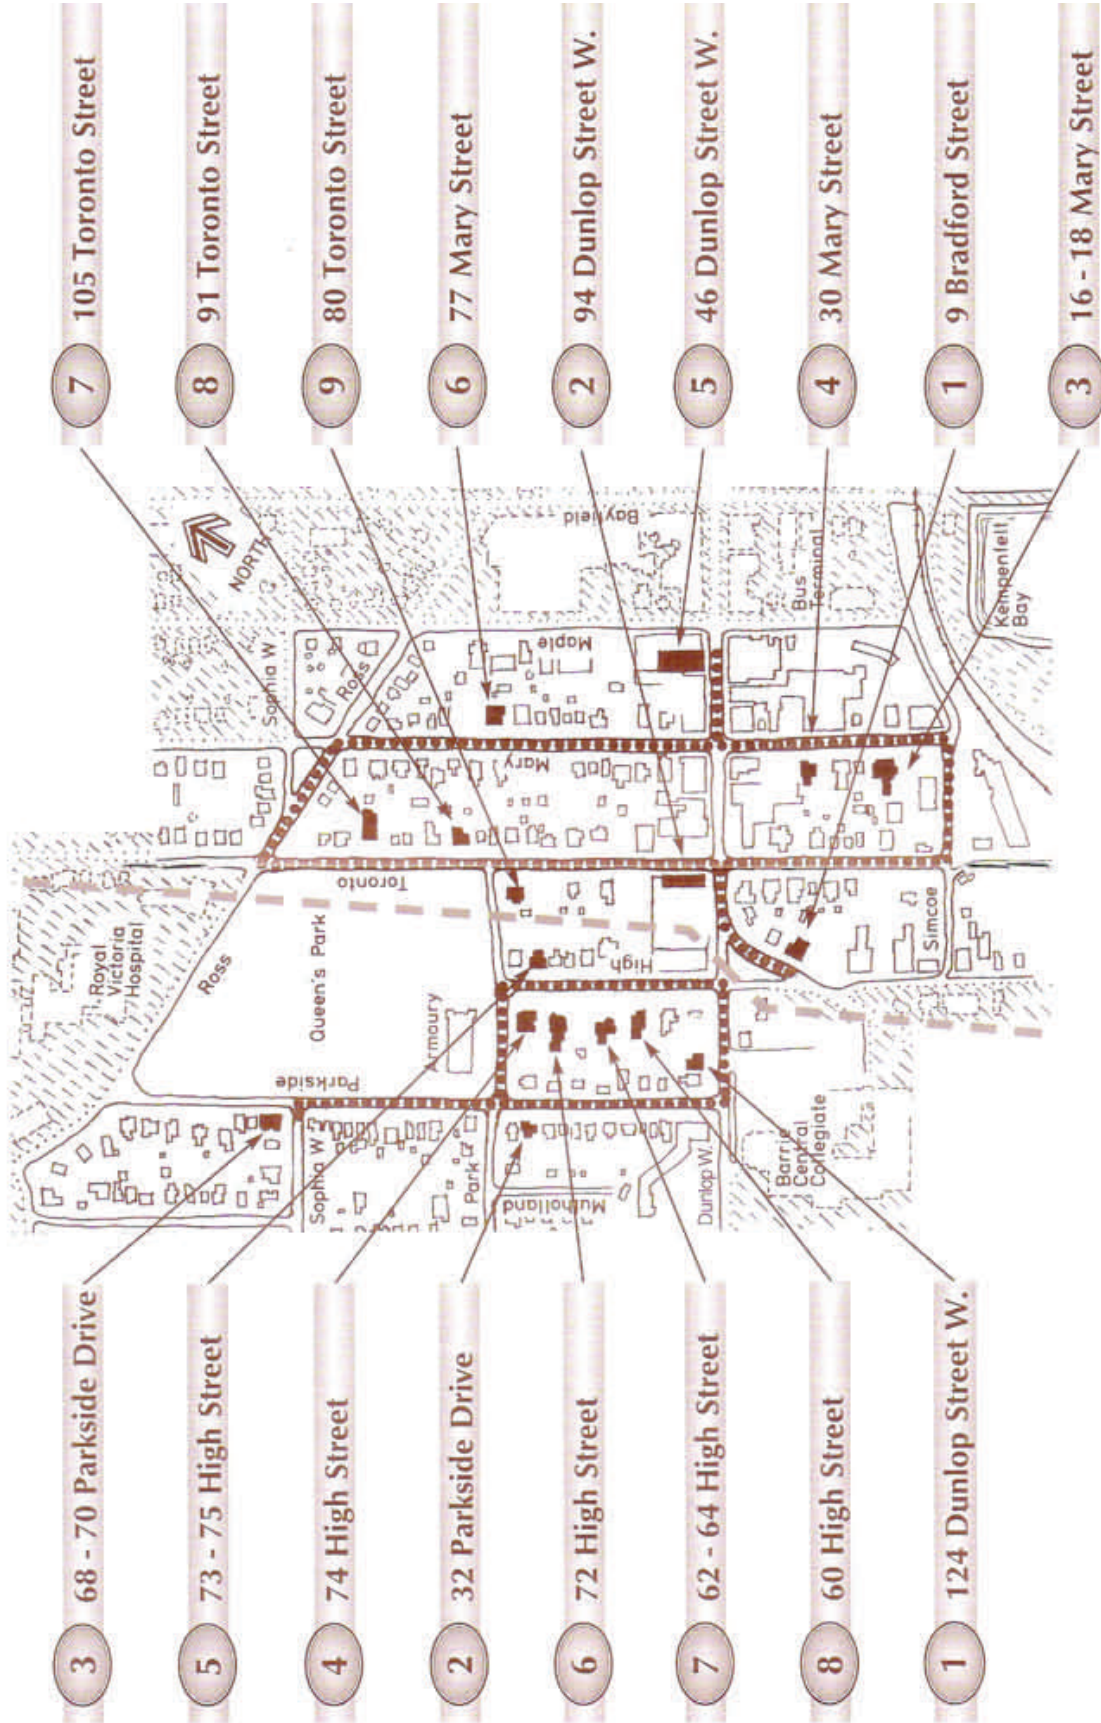 7 105 Toronto Street
8 91 Toronto Street
9 80 Toronto Street
6 77 Mary Street
2 94 Dunlop Street W.
5 46 Dunlop Street W.
4 30 Mary Street
1 9 Bradford Street
3 16 - 18 Mary Street
NORTH
Sophia W
Ross
Maple
Bayfield
Bus
Terminal
Kempenfelt
Bay
Mary
Toronto
Royal
Victoria
Hospital
Ross
Queen's Park
rmoury
High
Simcoe
Parkside
Sophia W
Park
Mulholland
Dunlop W.
Barrie
Central
Collegiate
3 68 - 70 Parkside Drive
5 73 - 75 High Street
4 74 High Street
2 32 Parkside Drive
6 72 High Street
7 62 - 64 High Street
8 60 High Street
1 124 Dunlop Street W.